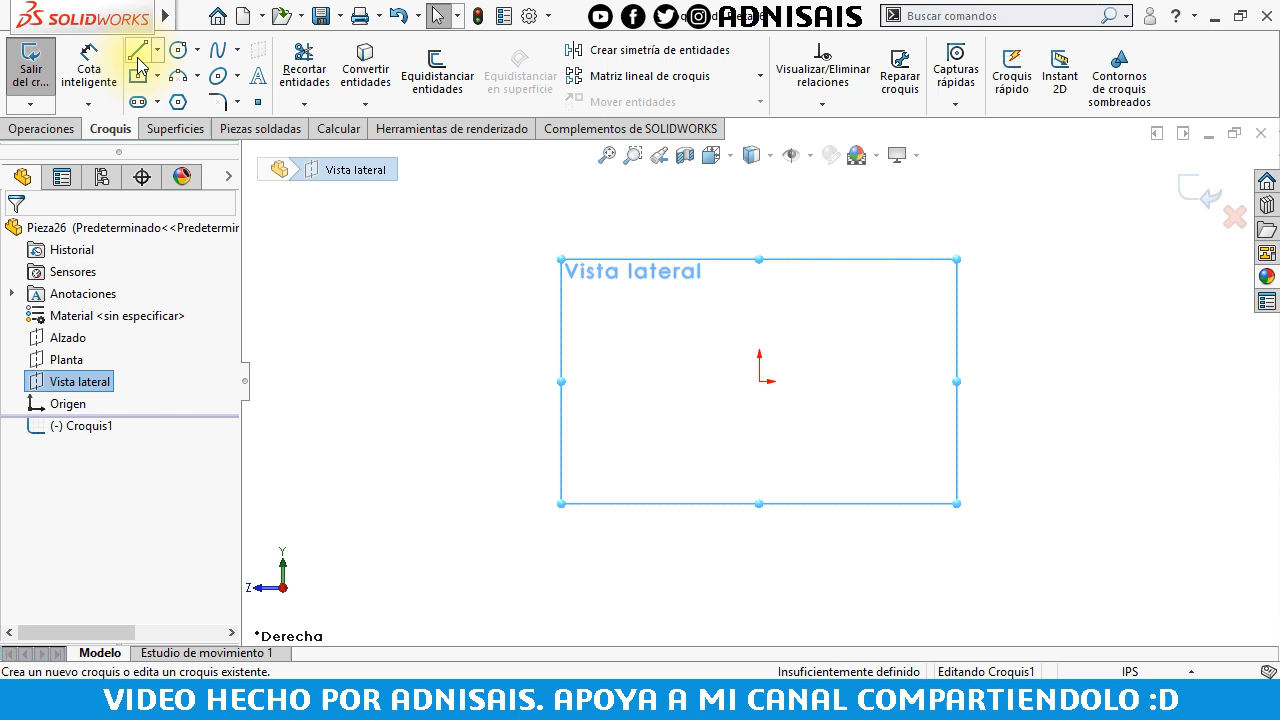 SOLIDWORKS
ADNISAIS
Buscar comandos
Salir del cr...
Cota inteligente
Recortar entidades
Convertir entidades
Equidistanciar entidades
Equidistanciar en superficie
Crear simetría de entidades
Matriz lineal de croquis
Mover entidades
Visualizar/Eliminar relaciones
Reparar croquis
Capturas rápidas
Croquis rápido
Instant 2D
Contornos de croquis sombreados
Operaciones
Croquis
Superficies
Piezas soldadas
Calcular
Herramientas de renderizado
Complementos de SOLIDWORKS
Vista lateral
Pieza26 (Predeterminado<<Predetermir
Historial
Sensores
Anotaciones
Material <sin especificar>
Alzado
Planta
Vista lateral
Origen
(-) Croquis1
Vista lateral
Y
Z
*Derecha
Modelo
Estudio de movimiento 1
Crea un nuevo croquis o edita un croquis existente.
Insuficientemente definido
Editando Croquis1
IPS
VIDEO HECHO POR ADNISAIS. APOYA A MI CANAL COMPARTIENDOLO :D